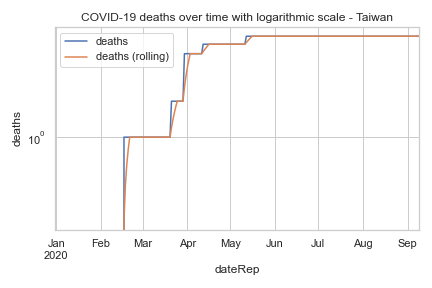 COVID-19 deaths over time with logarithmic scale - Taiwan
deaths
deaths (rolling)
deaths
10⁰
Jan Feb Mar Apr May Jun Jul Aug Sep
2020
dateRep